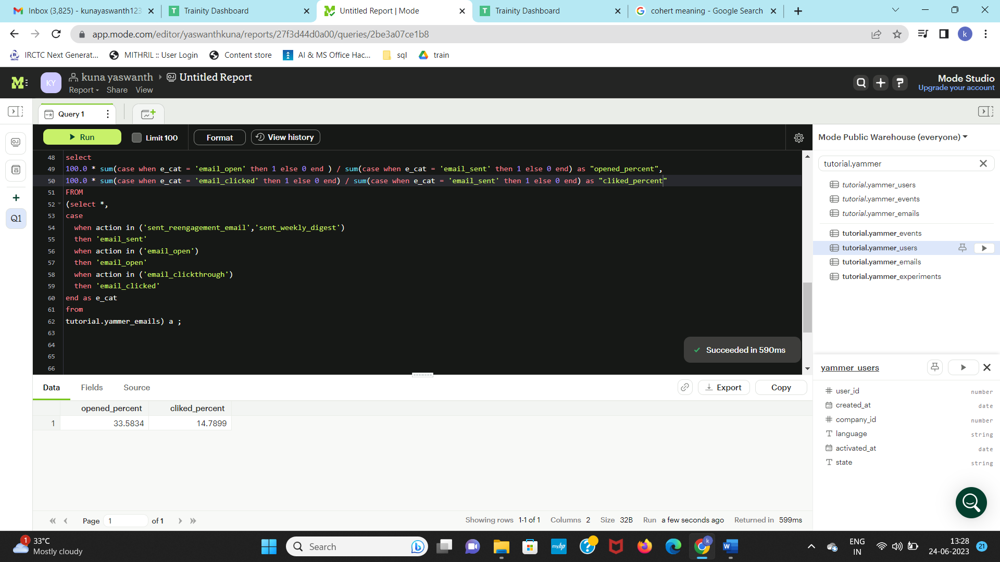 Inbox (3,825) - kunayaswanth123
Trainity Dashboard
Untitled Report | Mode
Trainity Dashboard
cohert meaning - Google Search
app.mode.com/editor/yaswanthkuna/reports/27f3d44d0a00/queries/2be3a07ce1b8
k
IRCTC Next Generat...
MITHRIL :: User Login
Content store
AI & MS Office Hac...
sql
train
KY
kuna yaswanth
Untitled Report
Report
Share
View
Mode Studio
Upgrade your account
Query 1
Run
Limit 100
Format
View history
Mode Public Warehouse (everyone)
Q1
48 select
49 100.0 * sum(case when e_cat = 'email_open' then 1 else 0 end ) / sum(case when e_cat = 'email_sent' then 1 else 0 end) as "opened_percent",
50 100.0 * sum(case when e_cat = 'email_clicked' then 1 else 0 end) / sum(case when e_cat = 'email_sent' then 1 else 0 end) as "cliked_percent"
51 FROM
52 (select *,
53 case
54 when action in ('sent_reengagement_email','sent_weekly_digest')
55 then 'email_sent'
56 when action in ('email_open')
57 then 'email_open'
58 when action in ('email_clickthrough')
59 then 'email_clicked'
60 end as e_cat
61 from
62 tutorial.yammer_emails) a ;
63
64
65
66
Succeeded in 590ms
tutorial.yammer
tutorial.yammer_users
tutorial.yammer_events
tutorial.yammer_emails
tutorial.yammer_events
tutorial.yammer_users
tutorial.yammer_emails
tutorial.yammer_experiments
yammer_users
user_id number
created_at date
company_id number
language string
activated_at date
state string
Data
Fields
Source
Export
Copy
opened_percent cliked_percent
1 33.5834 14.7899
Page 1 of 1
Showing rows 1-1 of 1 Columns 2 Size 32B Run a few seconds ago Returned in 599ms
1
33°C
Mostly cloudy
Search
myhp
k
ENG
IN
13:28
24-06-2023
21